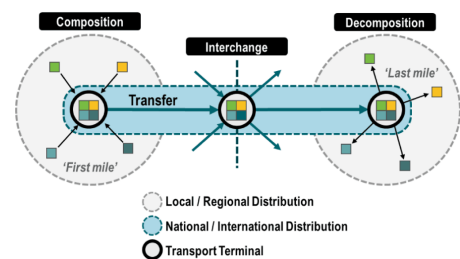 Composition
Decomposition
Interchange
'Last mile'
Transfer
'First mile'
Local / Regional Distribution
National / International Distribution
Transport Terminal